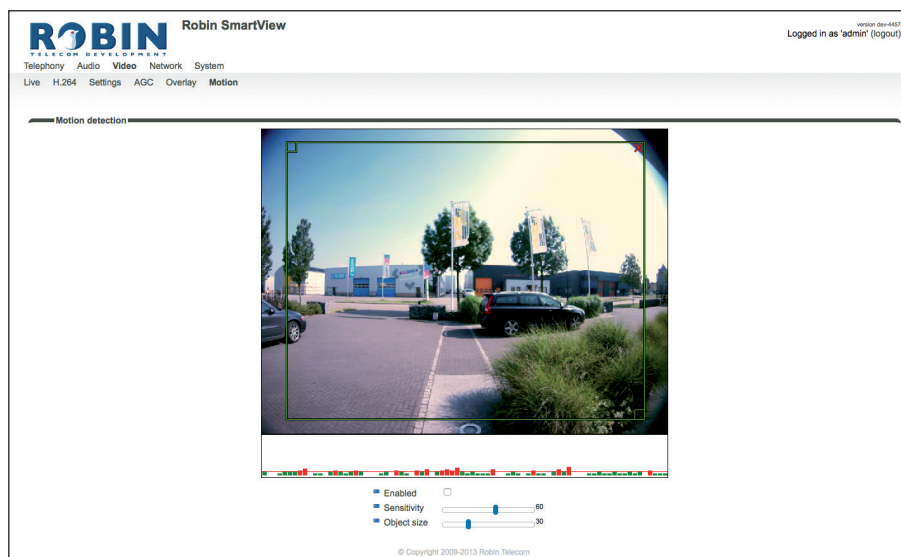 ROBIN
TELECOM DEVELOPMENT
Robin SmartView
version dev-4457
Logged in as 'admin' (logout)
Telephony Audio Video Network System
Live H.264 Settings AGC Overlay Motion
Motion detection
Enabled
Sensitivity 60
Object size 30
© Copyright 2009-2013 Robin Telecom